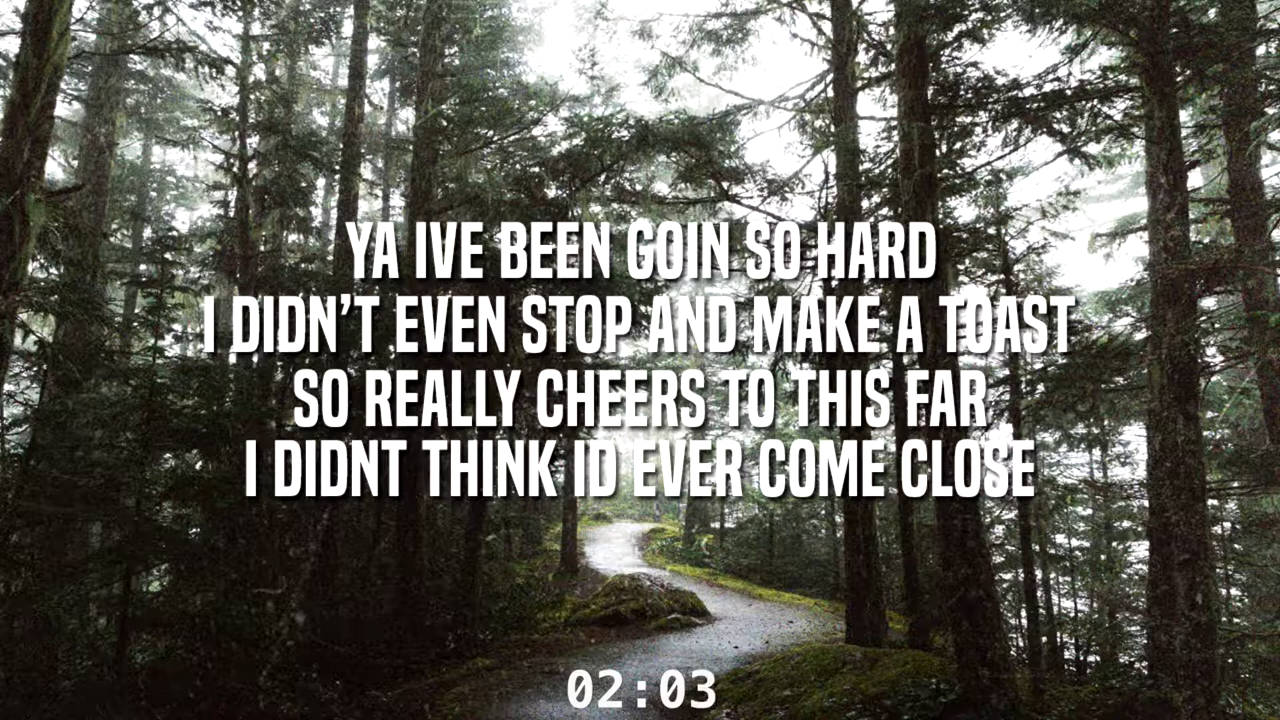 YA IVE BEEN GOIN SO HARD
I DIDN’T EVEN STOP AND MAKE A TOAST
SO REALLY CHEERS TO THIS FAR
I DIDNT THINK ID EVER COME CLOSE
02:03